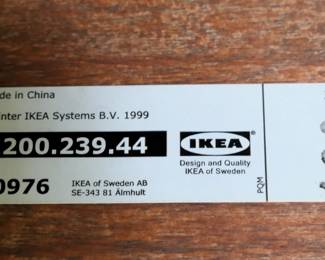 de in China
nter IKEA Systems B.V. 1999
200.239.44
IKEA
Design and Quality
IKEA of Sweden
0976
IKEA of Sweden AB
SE-343 81 Älmhult
PQM